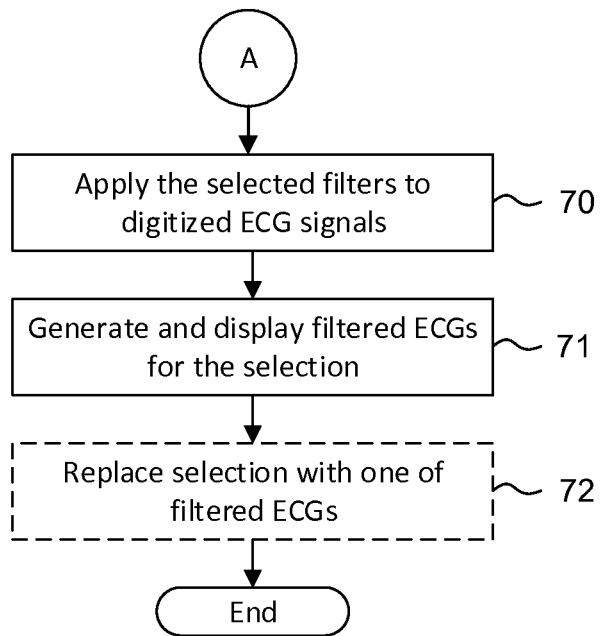 A
Apply the selected filters to
digitized ECG signals
70
Generate and display filtered ECGs
for the selection
71
Replace selection with one of
filtered ECGs
72
End